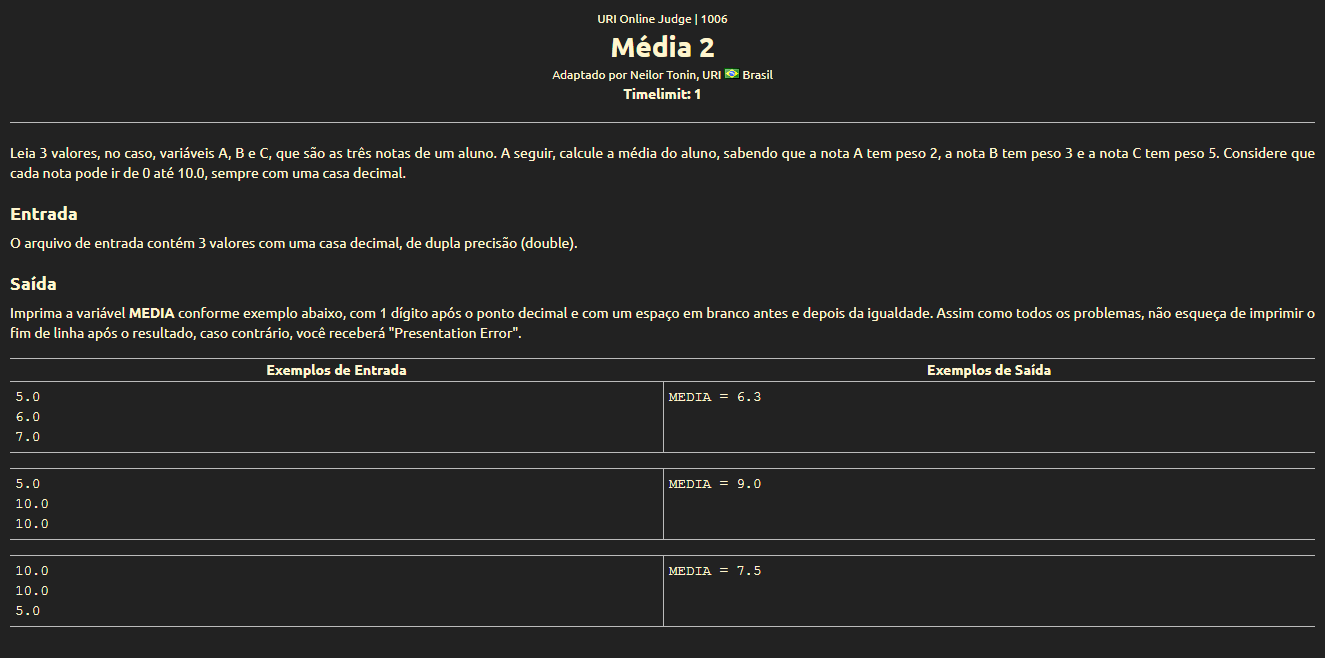 URI Online Judge | 1006
Média 2
Adaptado por Neilor Tonin, URI 🇧🇷 Brasil
Timelimit: 1
Leia 3 valores, no caso, variáveis A, B e C, que são as três notas de um aluno. A seguir, calcule a média do aluno, sabendo que a nota A tem peso 2, a nota B tem peso 3 e a nota C tem peso 5. Considere que
cada nota pode ir de 0 até 10.0, sempre com uma casa decimal.
Entrada
O arquivo de entrada contém 3 valores com uma casa decimal, de dupla precisão (double).
Saída
Imprima a variável MEDIA conforme exemplo abaixo, com 1 dígito após o ponto decimal e com um espaço em branco antes e depois da igualdade. Assim como todos os problemas, não esqueça de imprimir o
fim de linha após o resultado, caso contrário, você receberá "Presentation Error".
Exemplos de Entrada
Exemplos de Saída
5.0
6.0
7.0
MEDIA = 6.3
5.0
10.0
10.0
MEDIA = 9.0
10.0
10.0
5.0
MEDIA = 7.5